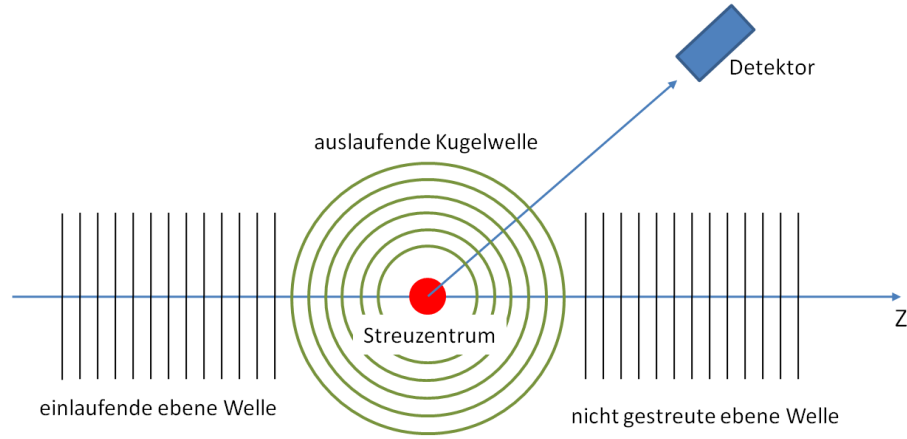 Detektor
auslaufende Kugelwelle
Z
Streuzentrum
einlaufende ebene Welle
nicht gestreute ebene Welle